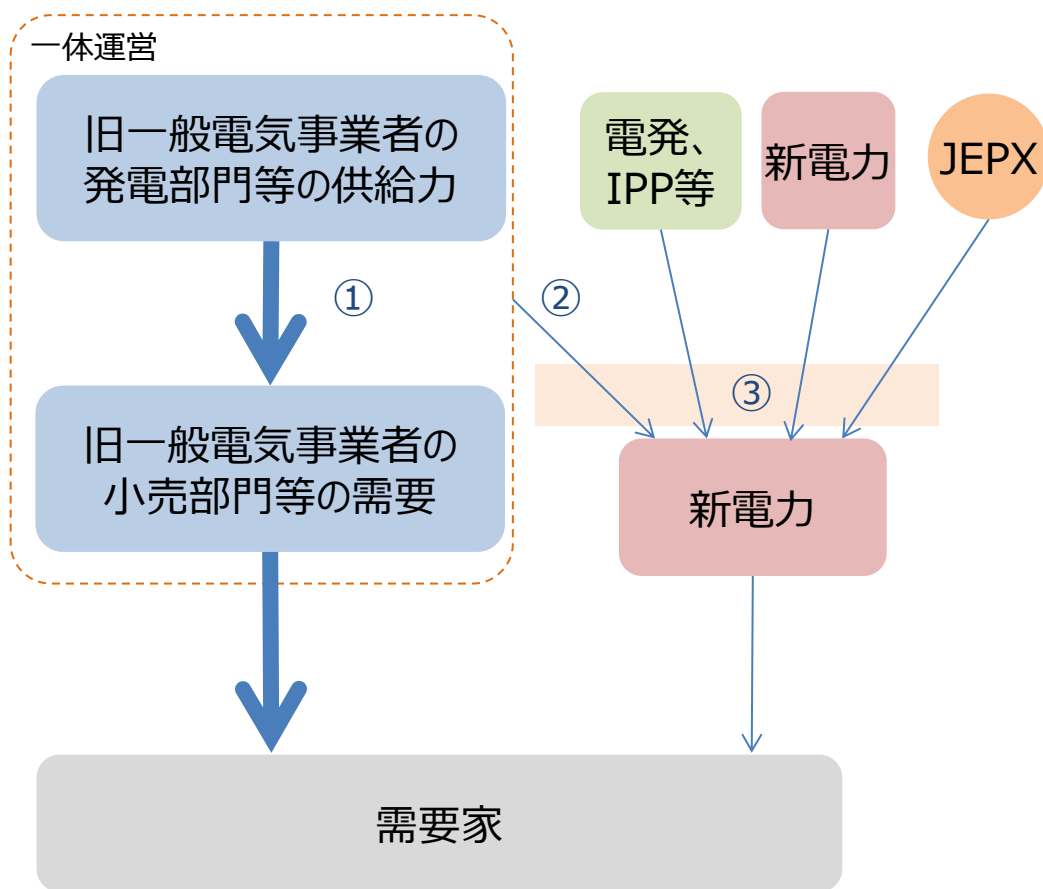 一体運営
旧一般電気事業者の
発電部門等の供給力
電発、
IPP等
新電力
JEPX
①
②
③
旧一般電気事業者の
小売部門等の需要
新電力
需要家